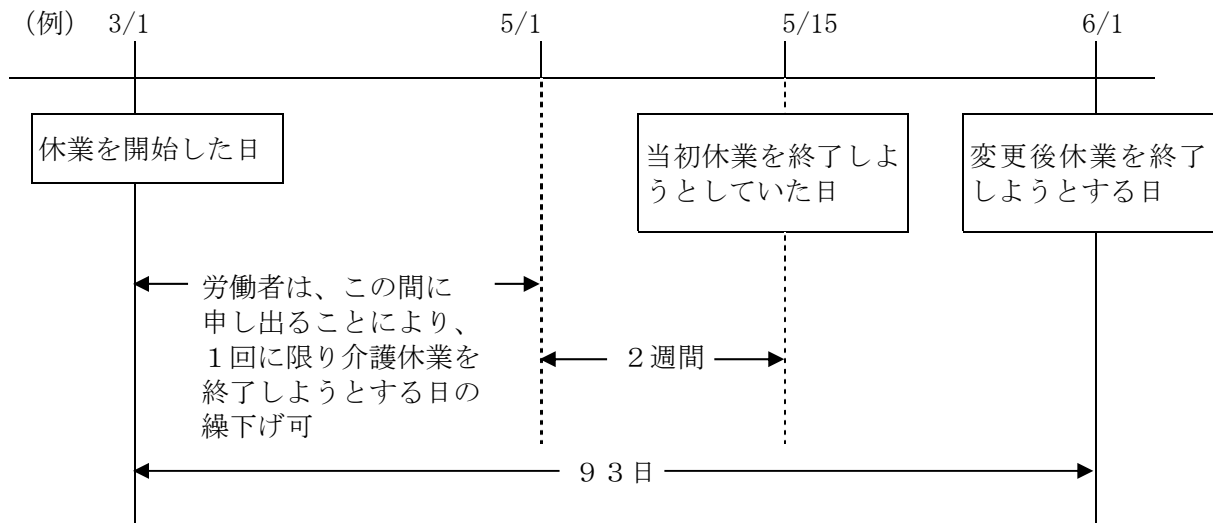 （例） 3/1 5/1 5/15 6/1
休業を開始した日
当初休業を終了しよ
うとしていた日
変更後休業を終了
しようとする日
労働者は、この間に
申し出ることにより、
１回に限り介護休業を
終了しようとする日の
繰下げ可
２週間
９３日